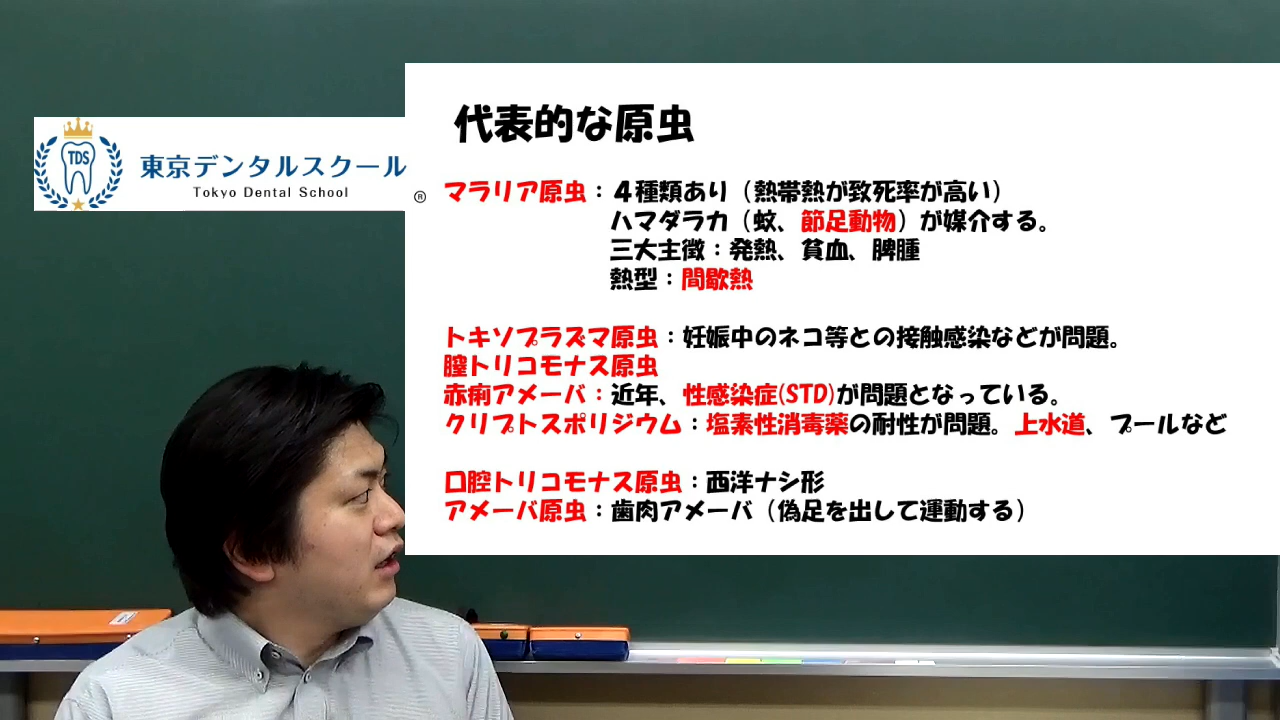 代表的な原虫
TDS
東京デンタルスクール
Tokyo Dental School
®
マラリア原虫：４種類あり（熱帯熱が致死率が高い）
ハマダラカ（蚊、節足動物）が媒介する。
三大主徴：発熱、貧血、脾腫
熱型：間歇熱
トキソプラズマ原虫：妊娠中のネコ等との接触感染などが問題。
膣トリコモナス原虫
赤痢アメーバ：近年、性感染症(STD)が問題となっている。
クリプトスポリジウム：塩素性消毒薬の耐性が問題。上水道、プールなど
口腔トリコモナス原虫：西洋ナシ形
アメーバ原虫：歯肉アメーバ（偽足を出して運動する）